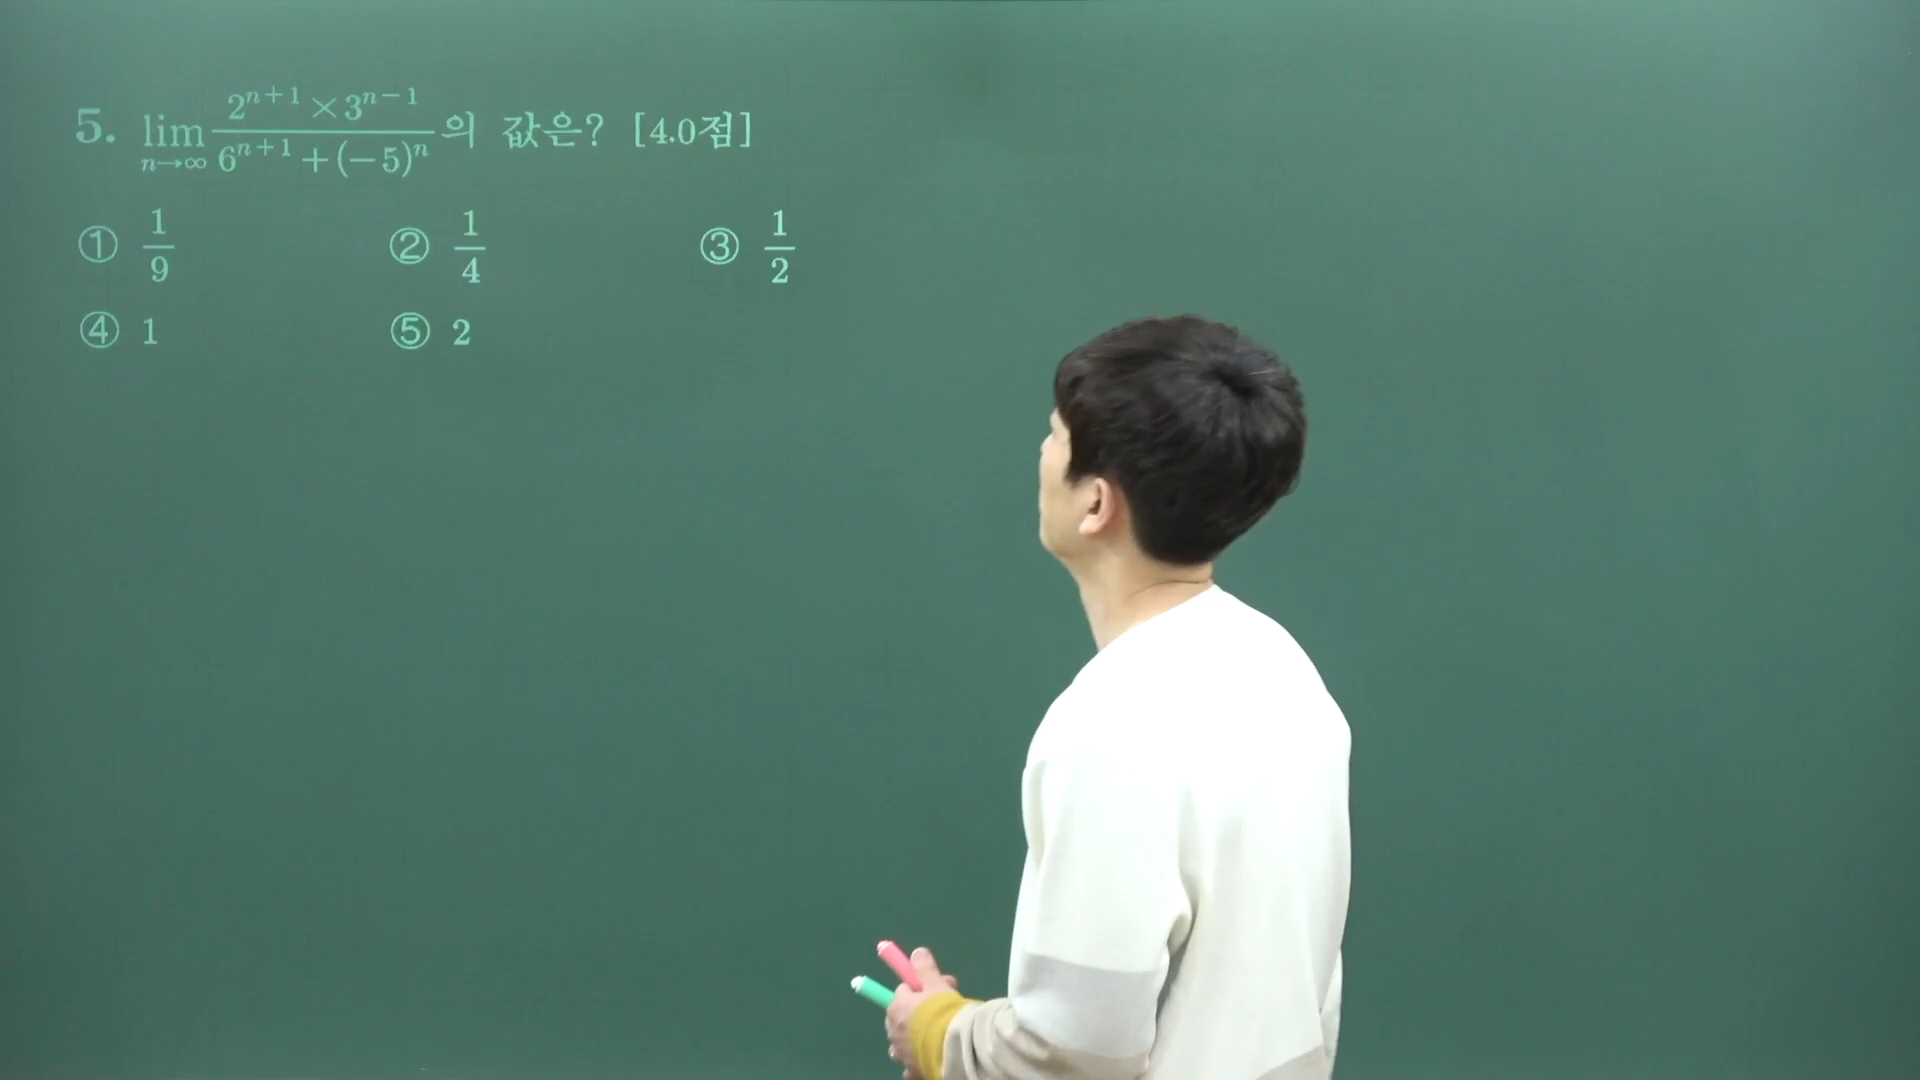 5. lim n→∞ 2^{n+1}×3^{n-1} / 6^{n+1}+(-5)^n 의 값은? [4.0점]
① 1/9 ② 1/4 ③ 1/2
④ 1 ⑤ 2